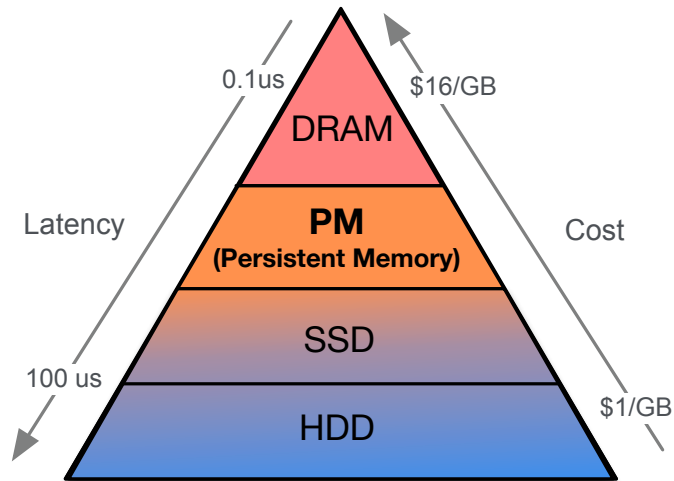 0.1us
$16/GB
DRAM
Latency
PM
(Persistent Memory)
Cost
SSD
100 us
$1/GB
HDD